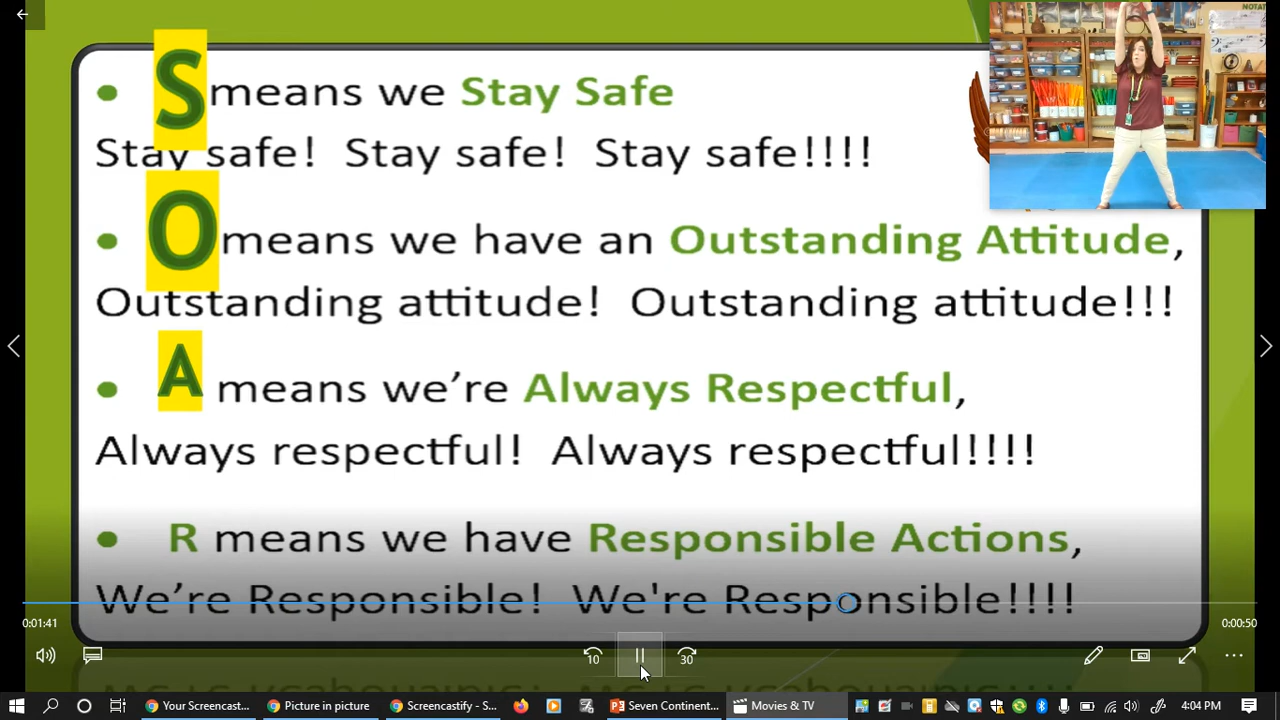 NOTAT
S means we Stay Safe
Stay safe! Stay safe! Stay safe!!!!
O means we have an Outstanding Attitude,
Outstanding attitude! Outstanding attitude!!!
A means we’re Always Respectful,
Always respectful! Always respectful!!!!
R means we have Responsible Actions,
We’re Responsible! We're Responsible!!!!
0:01:41 0:00:50
10 30
Your Screencast... Picture in picture Screencastify - S... Seven Continent... Movies & TV 4:04 PM